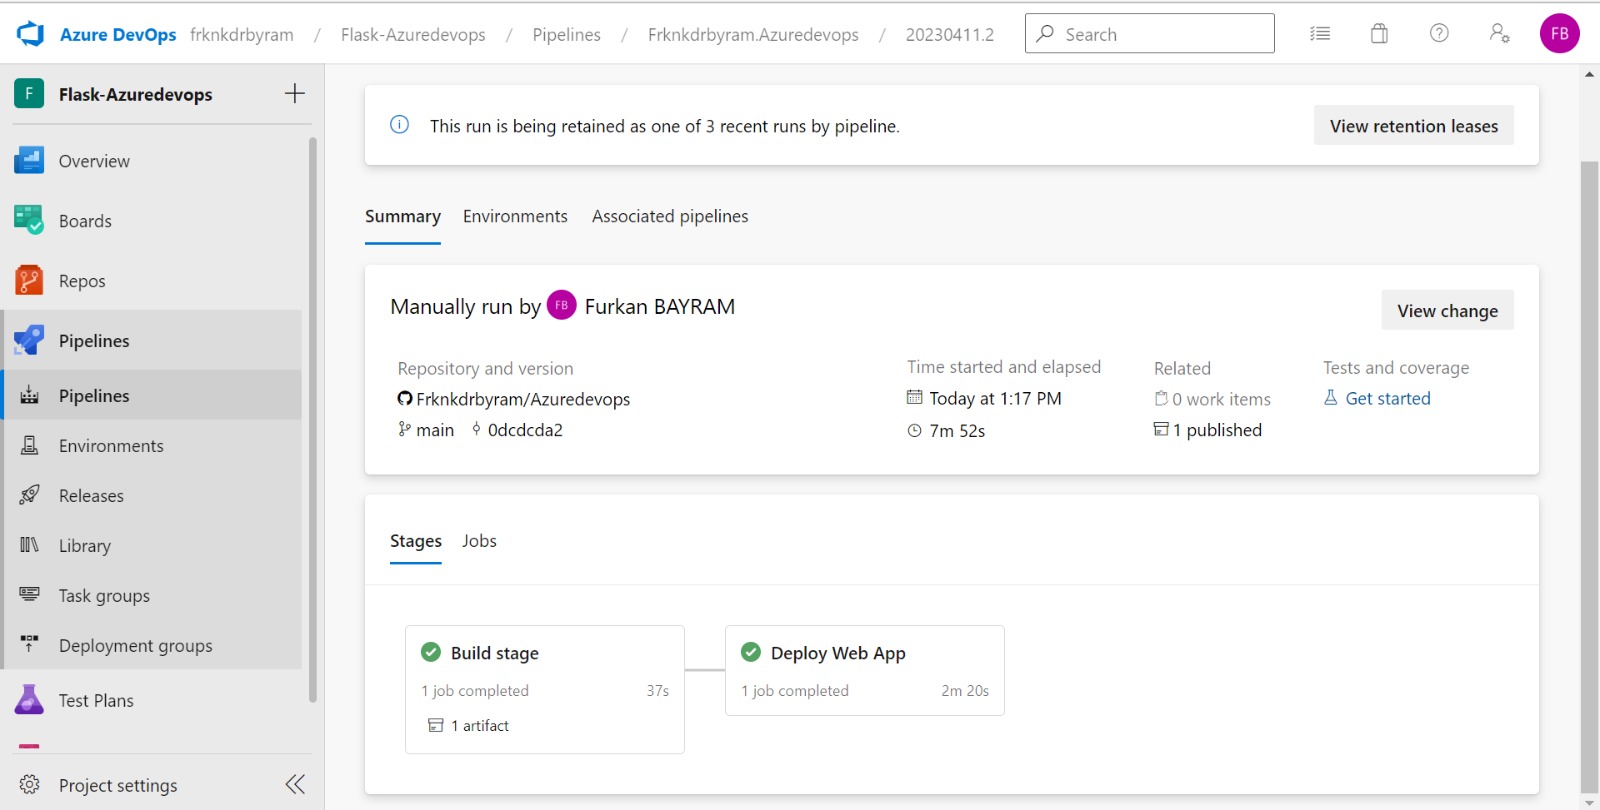 Azure DevOps frknkdrbyram / Flask-Azuredevops / Pipelines / Frknkdrbyram.Azuredevops / 20230411.2 Search FB
F Flask-Azuredevops
Overview
Boards
Repos
Pipelines
Pipelines
Environments
Releases
Library
Task groups
Deployment groups
Test Plans
Project settings
This run is being retained as one of 3 recent runs by pipeline. View retention leases
Summary Environments Associated pipelines
Manually run by FB Furkan BAYRAM View change
Repository and version Time started and elapsed Related Tests and coverage
Frknkdrbyram/Azuredevops Today at 1:17 PM 0 work items Get started
main 0dcdcda2 7m 52s 1 published
Stages Jobs
Build stage Deploy Web App
1 job completed 37s 1 job completed 2m 20s
1 artifact